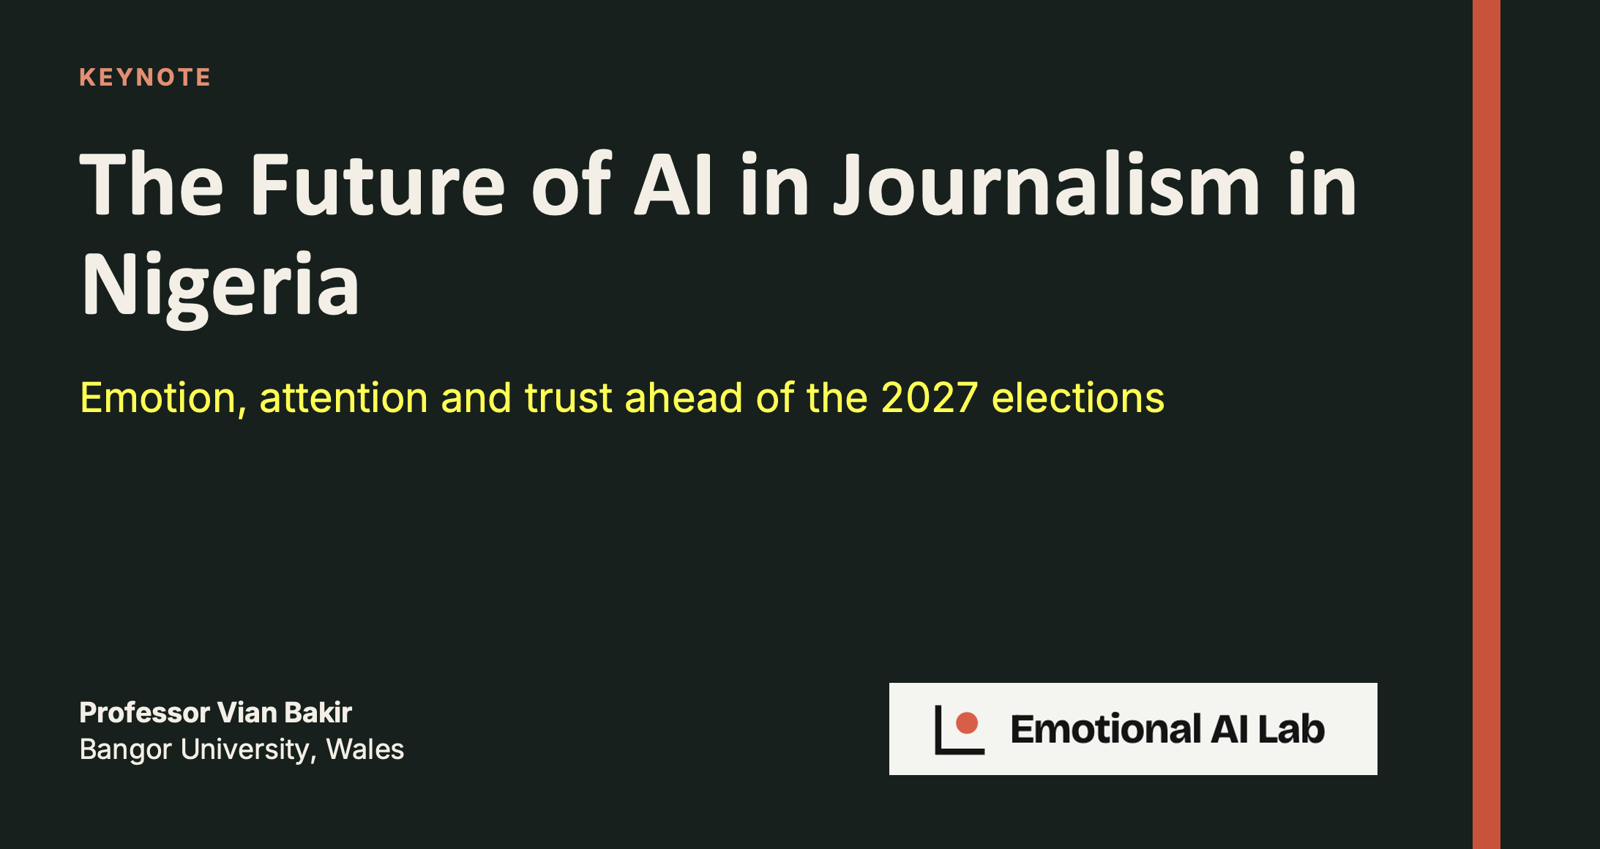 KEYNOTE
The Future of AI in Journalism in
Nigeria
Emotion, attention and trust ahead of the 2027 elections
Professor Vian Bakir
Bangor University, Wales
Emotional AI Lab